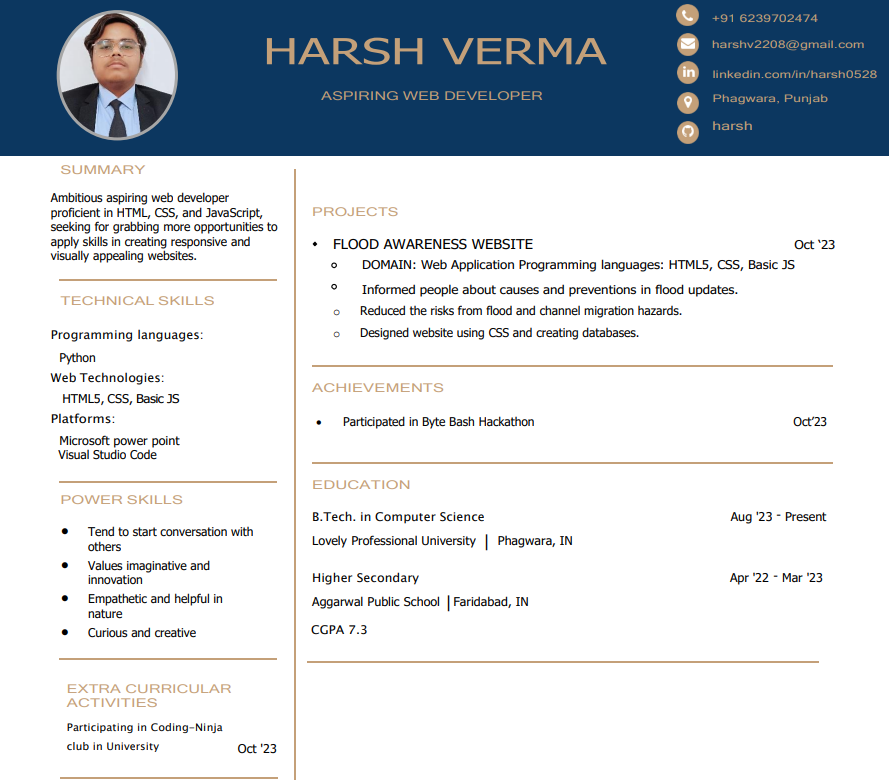 HARSH VERMA
ASPIRING WEB DEVELOPER
+91 6239702474
harshv2208@gmail.com
linkedin.com/in/harsh0528
Phagwara, Punjab
harsh
SUMMARY
Ambitious aspiring web developer
proficient in HTML, CSS, and JavaScript,
seeking for grabbing more opportunities to
apply skills in creating responsive and
visually appealing websites.
TECHNICAL SKILLS
Programming languages:
Python
Web Technologies:
HTML5, CSS, Basic JS
Platforms:
Microsoft power point
Visual Studio Code
POWER SKILLS
• Tend to start conversation with
others
• Values imaginative and
innovation
• Empathetic and helpful in
nature
• Curious and creative
EXTRA CURRICULAR
ACTIVITIES
Participating in Coding-Ninja
club in University Oct '23
PROJECTS
• FLOOD AWARENESS WEBSITE Oct '23
o DOMAIN: Web Application Programming languages: HTML5, CSS, Basic JS
o Informed people about causes and preventions in flood updates.
o Reduced the risks from flood and channel migration hazards.
o Designed website using CSS and creating databases.
ACHIEVEMENTS
• Participated in Byte Bash Hackathon Oct'23
EDUCATION
B.Tech. in Computer Science Aug '23 - Present
Lovely Professional University | Phagwara, IN
Higher Secondary Apr '22 - Mar '23
Aggarwal Public School | Faridabad, IN
CGPA 7.3